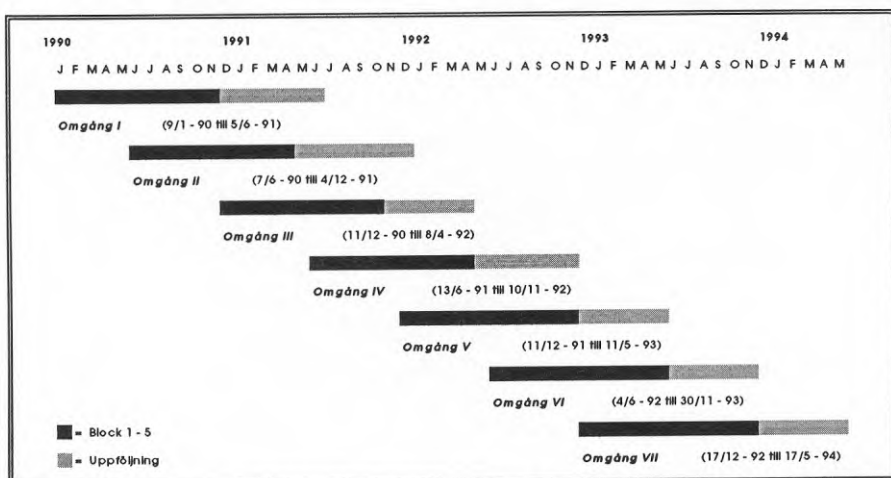 1990 1991 1992 1993 1994
J F M A M J J A S O N D J F M A M J J A S O N D J F M A M J J A S O N D J F M A M J J A S O N D J F M A M
Omgång I (9/1 - 90 till 5/6 - 91)
Omgång II (7/6 - 90 till 4/12 - 91)
Omgång III (11/12 - 90 till 8/4 - 92)
Omgång IV (13/6 - 91 till 10/11 - 92)
Omgång V (11/12 - 91 till 11/5 - 93)
Omgång VI (4/6 - 92 till 30/11 - 93)
= Block 1 - 5
= Uppföljning
Omgång VII (17/12 - 92 till 17/5 - 94)